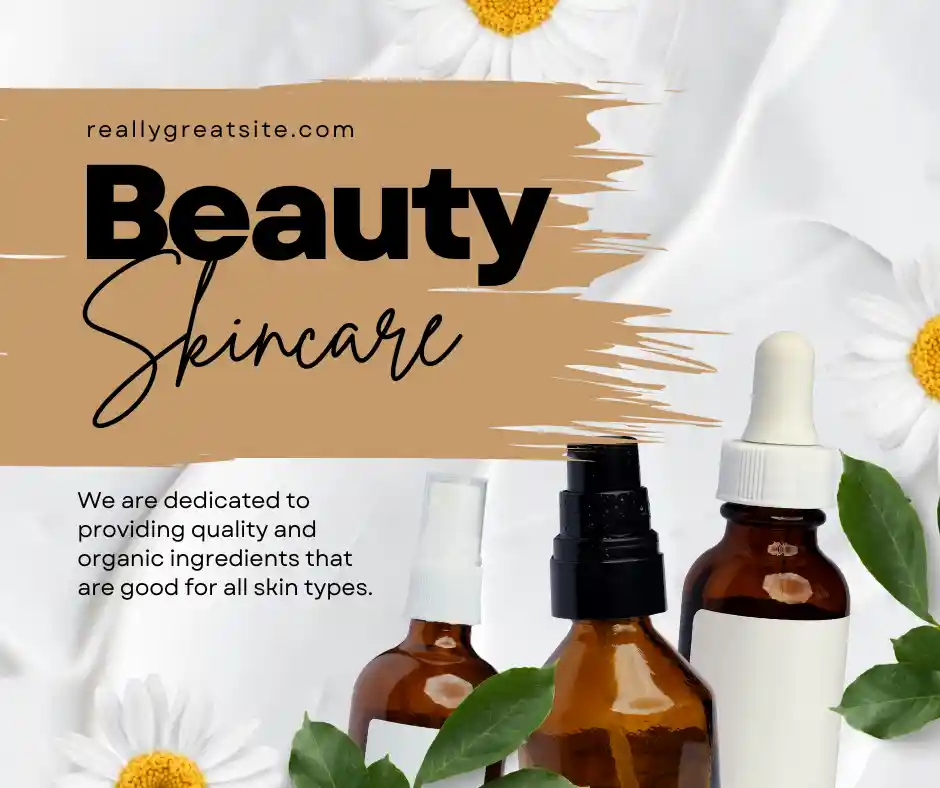 reallygreatsite.com
Beauty
Skincare
We are dedicated to
providing quality and
organic ingredients that
are good for all skin types.